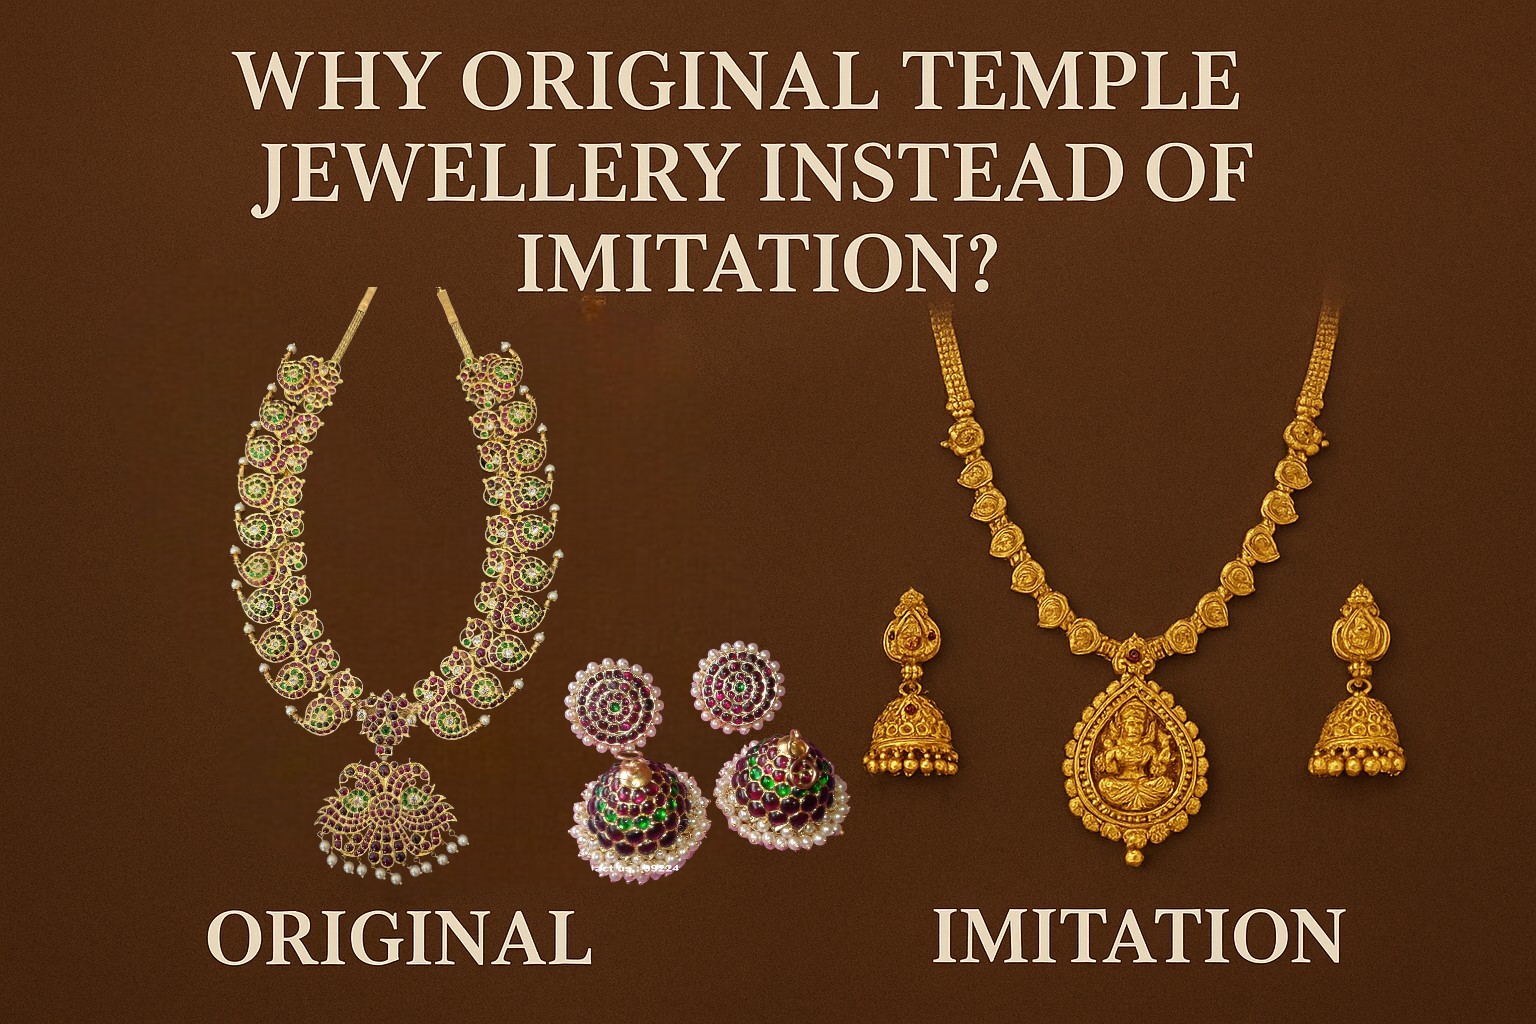 WHY ORIGINAL TEMPLE
JEWELLERY INSTEAD OF
IMITATION?
ORIGINAL
IMITATION